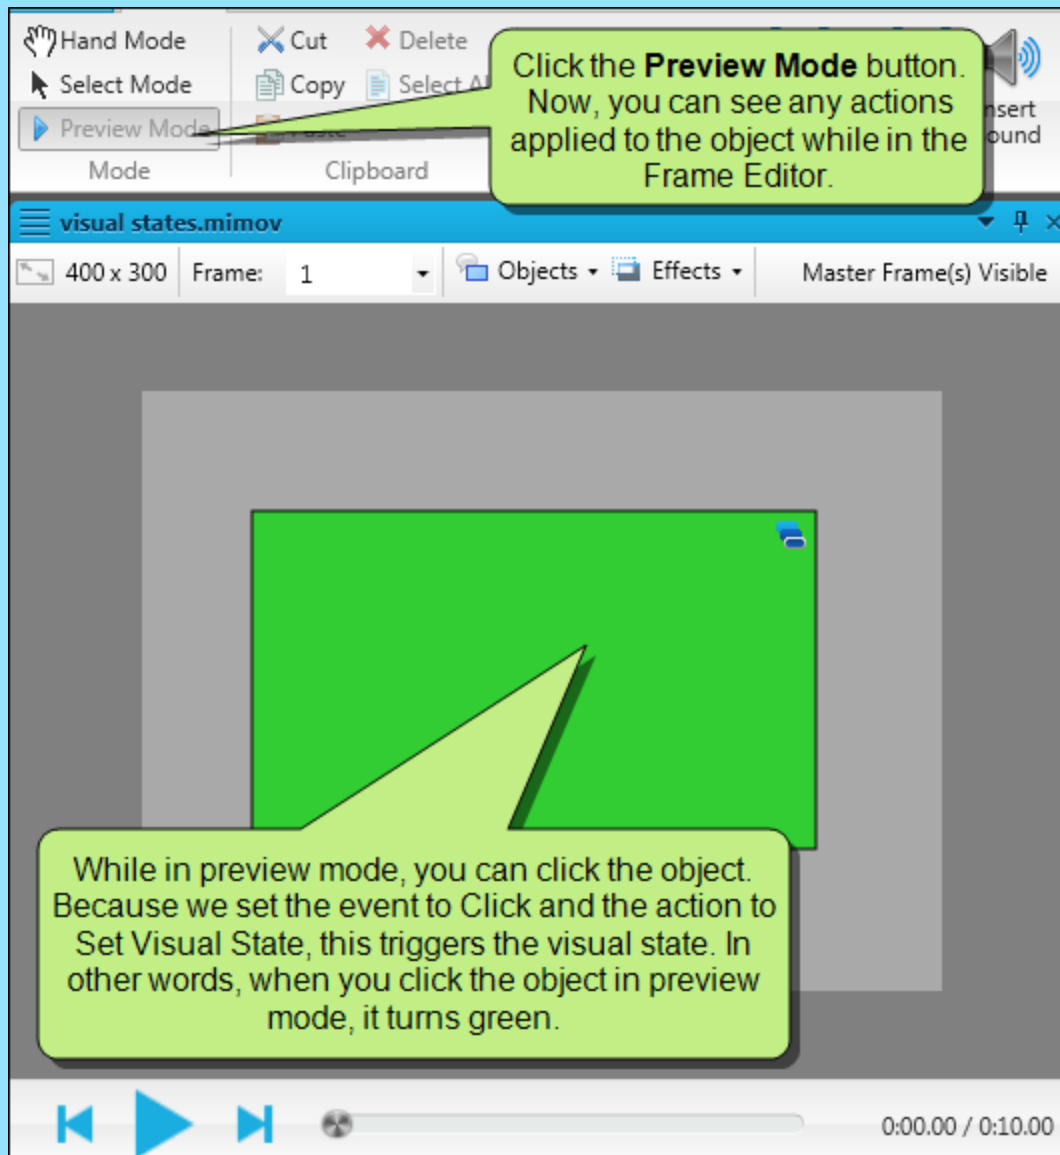 Hand Mode
Cut
Delete
Select Mode
Copy
Preview Mode
Mode
Clipboard
Click the Preview Mode button.
Now, you can see any actions
applied to the object while in the
Frame Editor.
visual states.mimov
400 x 300
Frame:
1
Objects
Effects
Master Frame(s) Visible
While in preview mode, you can click the object.
Because we set the event to Click and the action to
Set Visual State, this triggers the visual state. In
other words, when you click the object in preview
mode, it turns green.
0:00.00 / 0:10.00